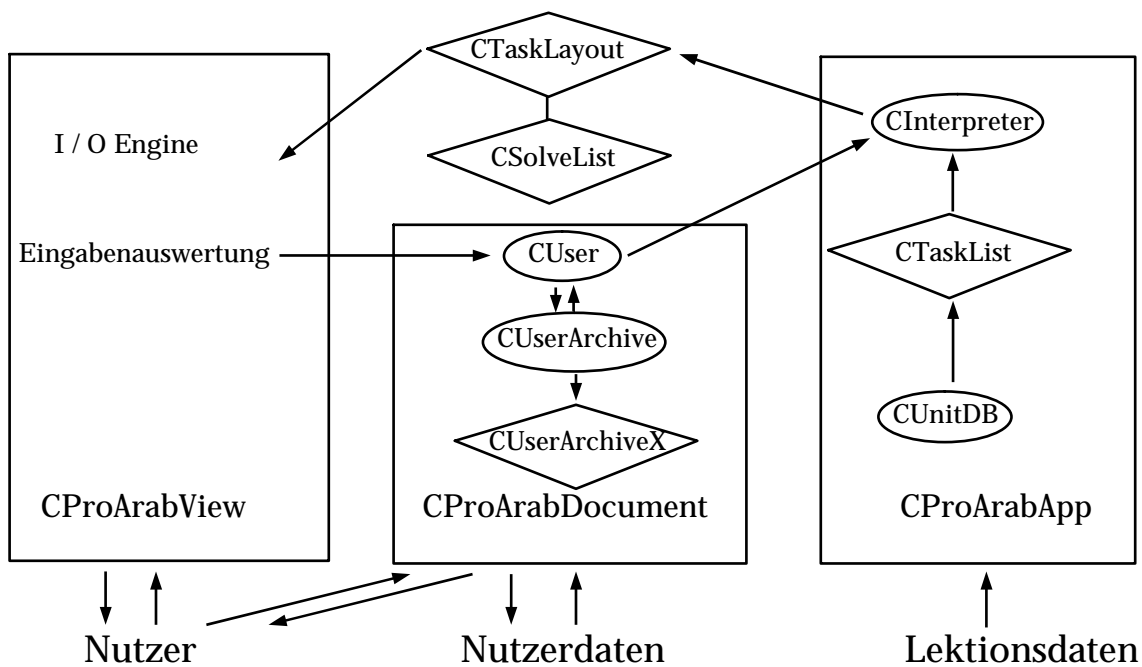 CTaskLayout
CInterpreter
I / O Engine
CSolveList
Eingabenauswertung
CUser
CTaskList
CUserArchive
CUnitDB
CUserArchiveX
CProArabView
CProArabDocument
CProArabApp
Nutzer
Nutzerdaten
Lektionsdaten